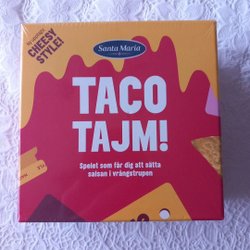 CHEESY
STYLE!
Santa Maria
TACO
TAJM!
Spelet som får dig att sätta
salsan i vrångstrupen